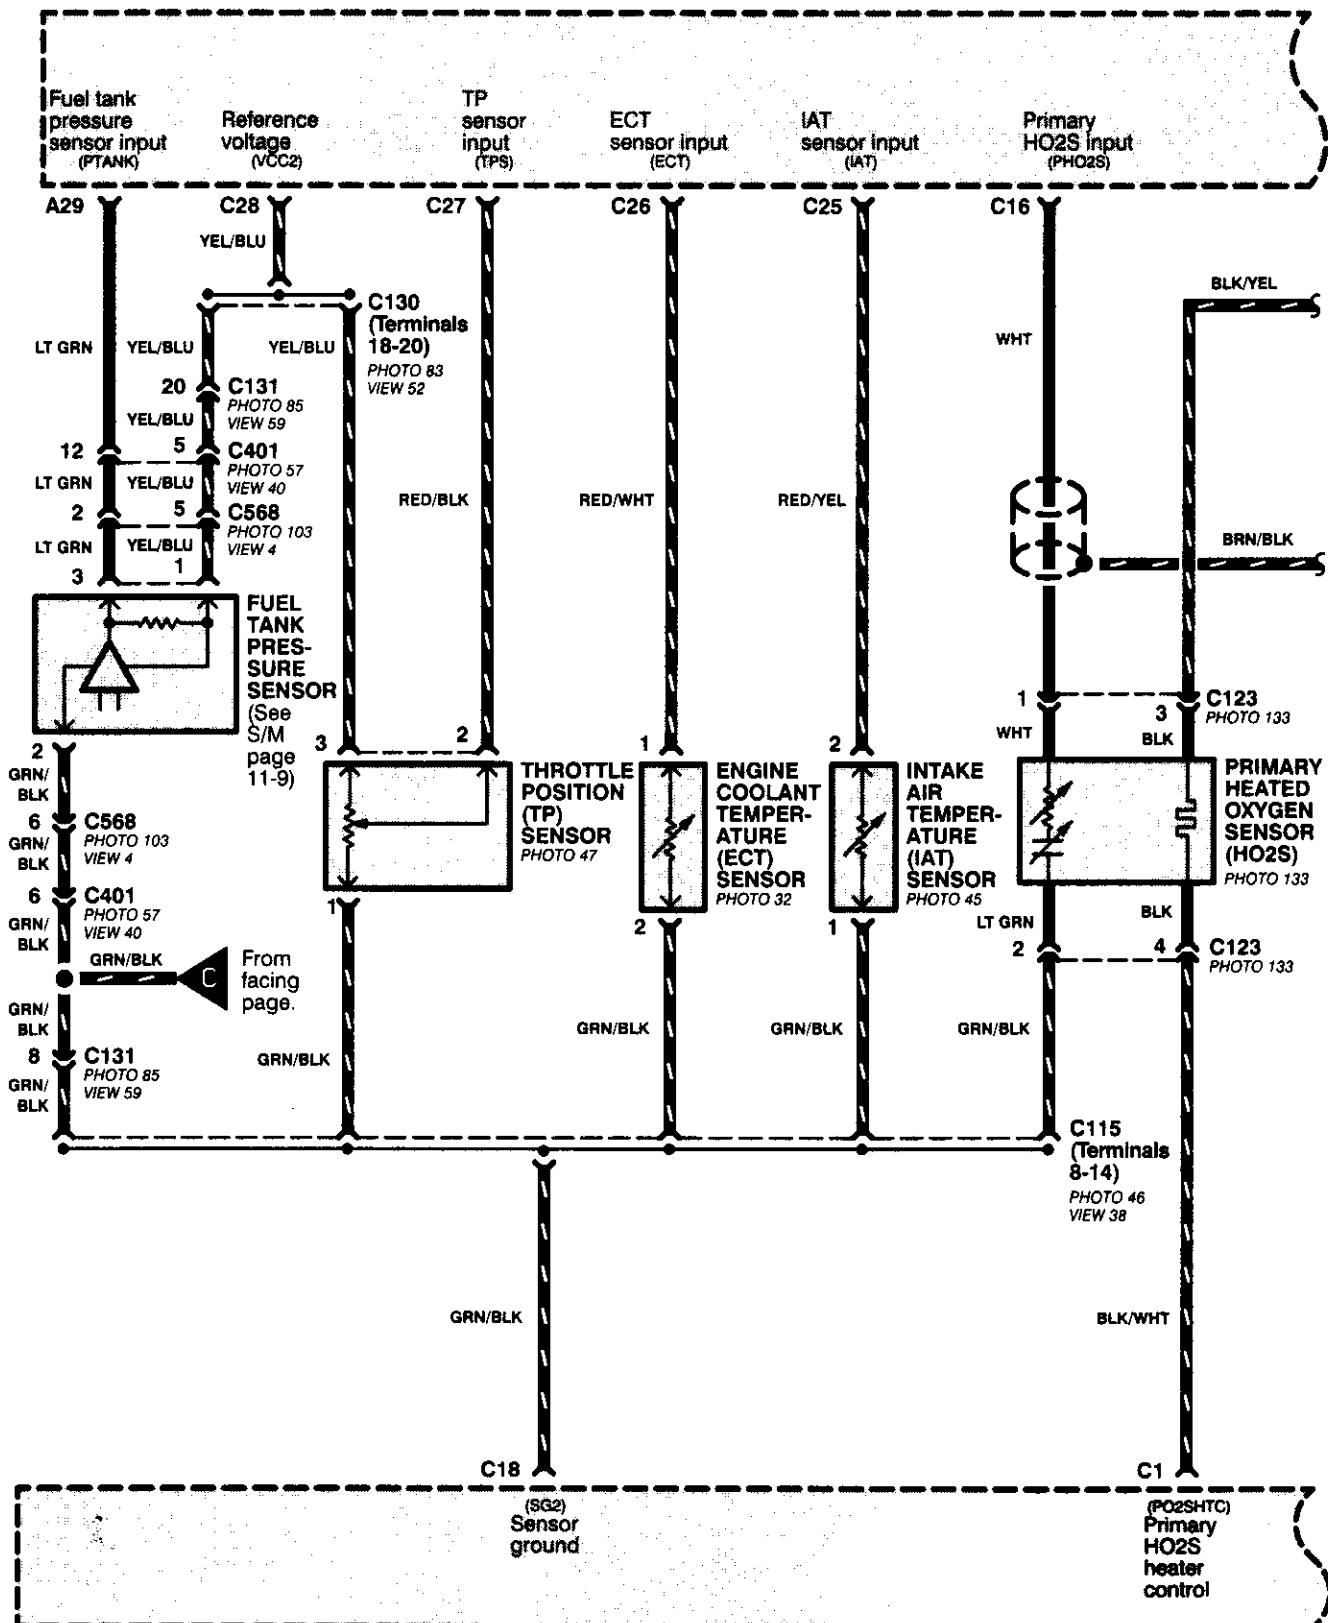 Fuel tank
pressure
sensor input
(PTANK)
Reference
voltage
(VCC2)
TP
sensor
input
(TPS)
ECT
sensor input
(ECT)
IAT
sensor input
(IAT)
Primary
HO2S input
(PHO2S)
A29
C28
C27
C26
C25
C16
YEL/BLU
BLK/YEL
C130
(Terminals
18-20)
PHOTO 83
VIEW 52
LT GRN
YEL/BLU
YEL/BLU
WHT
20
C131
PHOTO 85
VIEW 59
YEL/BLU
12
5
C401
PHOTO 57
VIEW 40
LT GRN
YEL/BLU
RED/BLK
RED/WHT
RED/YEL
2
5
C568
PHOTO 103
VIEW 4
LT GRN
YEL/BLU
BRN/BLK
3
1
FUEL
TANK
PRES-
SURE
SENSOR
(See
S/M
page
11-9)
1
3
C123
PHOTO 133
WHT
BLK
2
3
2
1
2
GRN/
BLK
THROTTLE
POSITION
(TP)
SENSOR
PHOTO 47
ENGINE
COOLANT
TEMPER-
ATURE
(ECT)
SENSOR
PHOTO 32
INTAKE
AIR
TEMPER-
ATURE
(IAT)
SENSOR
PHOTO 45
PRIMARY
HEATED
OXYGEN
SENSOR
(HO2S)
PHOTO 133
6
C568
PHOTO 103
VIEW 4
GRN/
BLK
6
C401
PHOTO 57
VIEW 40
GRN/
BLK
1
2
1
LT GRN
BLK
2
4
C123
PHOTO 133
GRN/BLK
C
From
facing
page.
GRN/
BLK
8
C131
PHOTO 85
VIEW 59
GRN/
BLK
GRN/BLK
GRN/BLK
GRN/BLK
GRN/BLK
C115
(Terminals
8-14)
PHOTO 46
VIEW 38
GRN/BLK
BLK/WHT
C18
C1
(SG2)
Sensor
ground
(PO2SHTC)
Primary
HO2S
heater
control